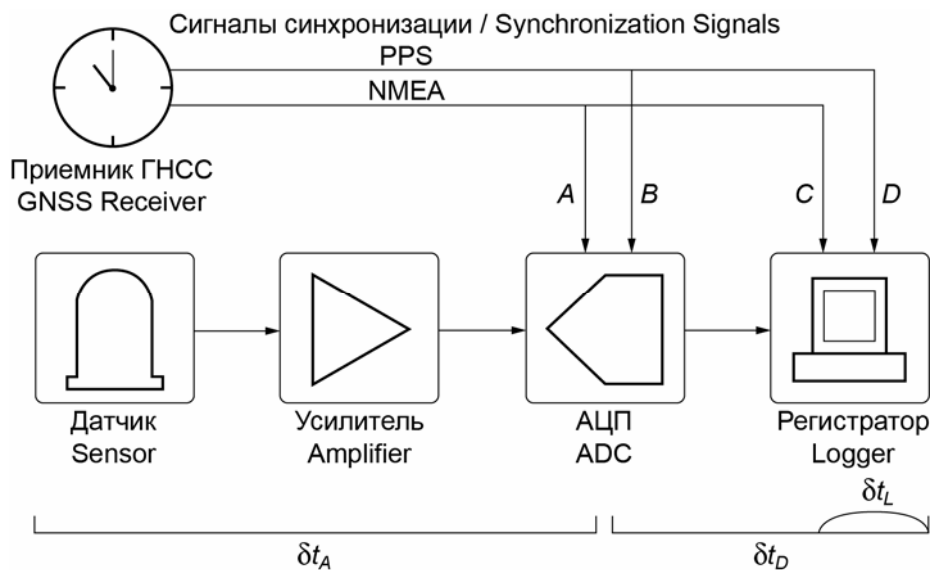 Сигналы синхронизации / Synchronization Signals
PPS
NMEA
Приемник ГНСС
GNSS Receiver
A
B
C
D
Датчик
Sensor
Усилитель
Amplifier
АЦП
ADC
Регистратор
Logger
δt_A
δt_D
δt_L